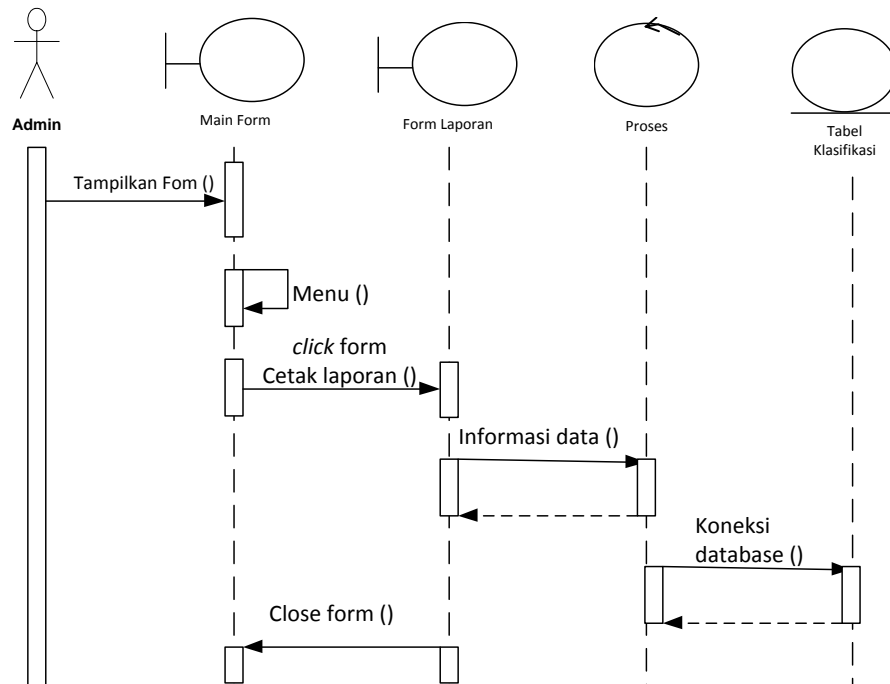 Admin
Main Form
Form Laporan
Proses
Tabel
Klasifikasi
Tampilkan Fom ()
Menu ()
click form
Cetak laporan ()
Informasi data ()
Koneksi
database ()
Close form ()